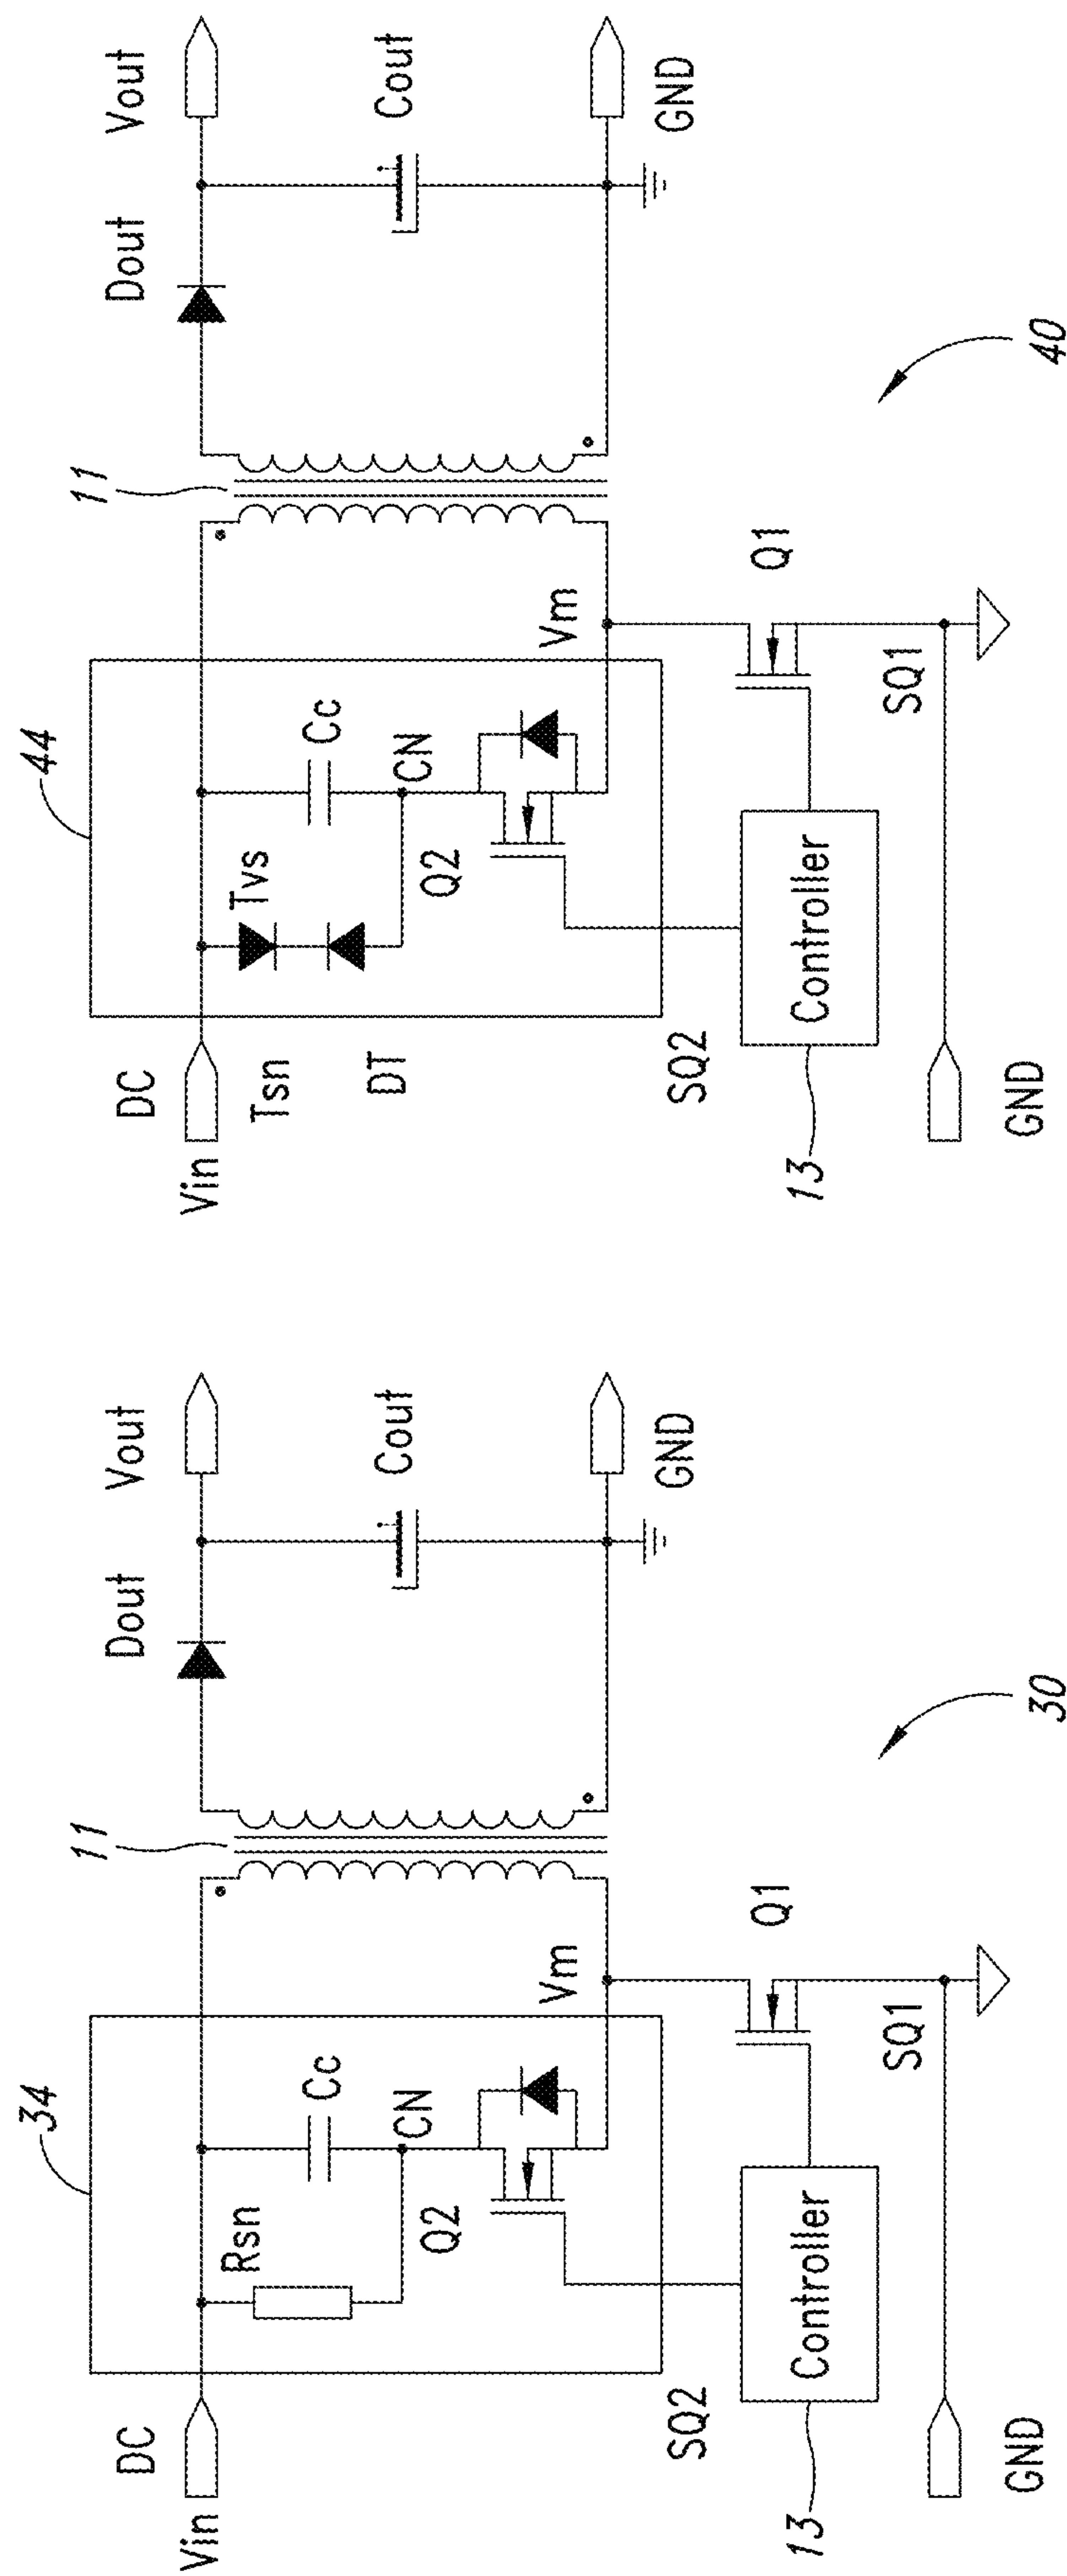 34
11
DC
Vin
Rsn
Cc
CN
Q2
Vm
Dout
Vout
Cout
GND
SQ2
Controller
13
Q1
SQ1
GND
30
44
11
DC
Vin
Tvs
Tsn
DT
Cc
CN
Q2
Vm
Dout
Vout
Cout
GND
SQ2
Controller
13
Q1
SQ1
GND
40